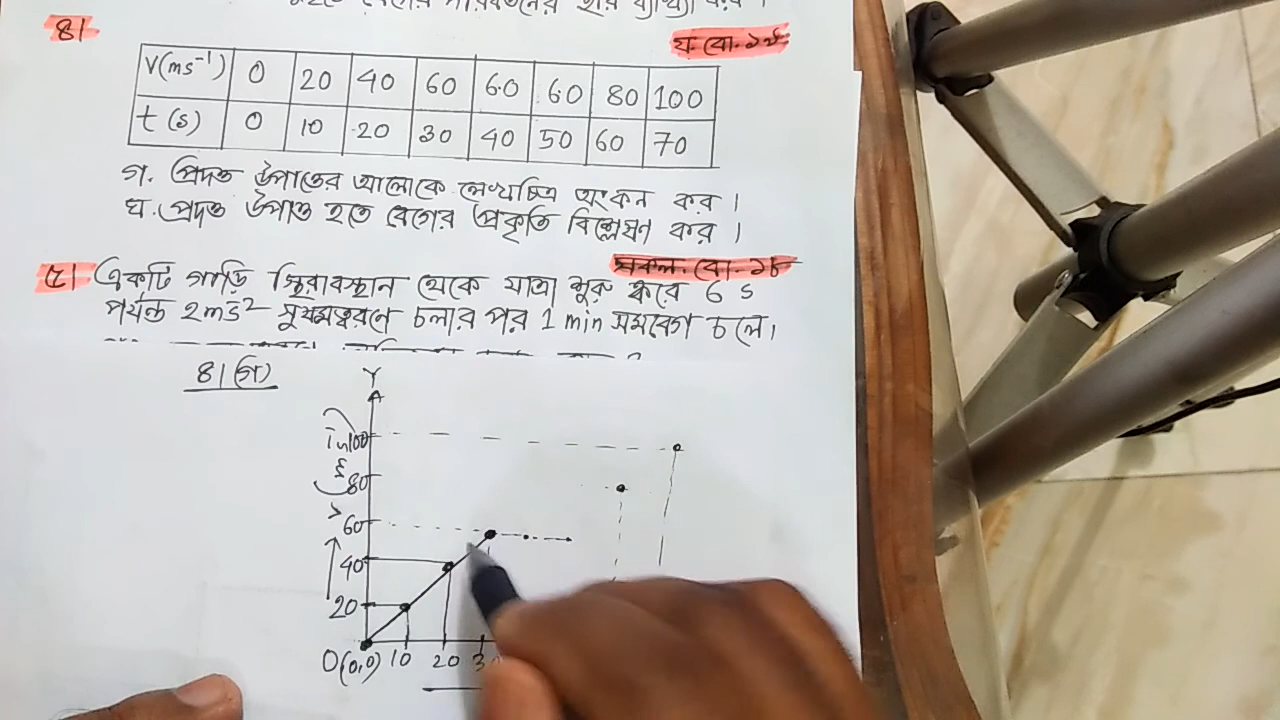 ৪।
য. বো. ১৭
V(ms⁻¹) 0 20 40 60 60 60 80 100
t (s) 0 10 20 30 40 50 60 70
গ. প্রদত্ত উপাত্তের আলোকে লেখচিত্র অংকন কর।
ঘ. প্রদত্ত উপাত্ত হতে বেগের প্রকৃতি বিশ্লেষণ কর।
সকল. বো. ১৮
৫। একটি গাড়ি স্থিরাবস্থান থেকে যাত্রা শুরু করে 6 s
পর্যন্ত 2ms⁻² সুষমত্বরণে চলার পর 1 min সমবেগে চলে।
৪।(গ)
Y
100
80
60
40
20
O(0,0) 10 20